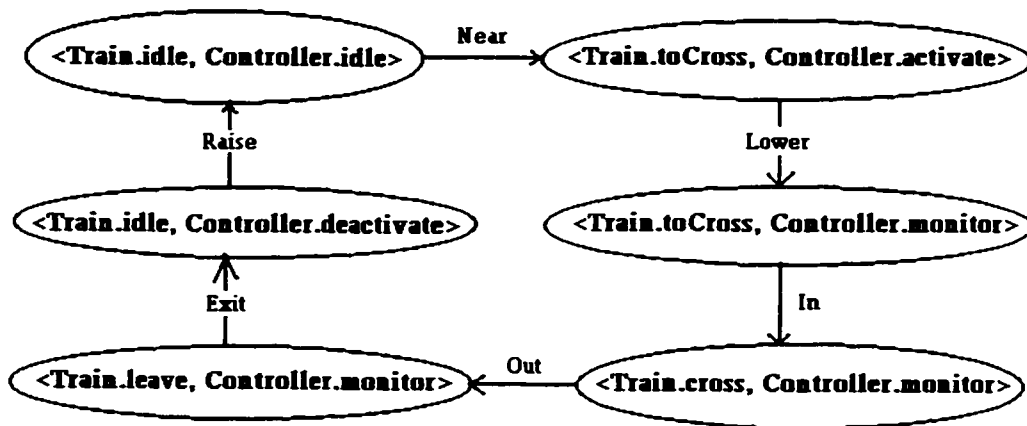 <Train.idle, Controller.idle>
Near
<Train.toCross, Controller.activate>
Raise
Lower
<Train.idle, Controller.deactivate>
<Train.toCross, Controller.monitor>
Exit
In
<Train.leave, Controller.monitor>
Out
<Train.cross, Controller.monitor>